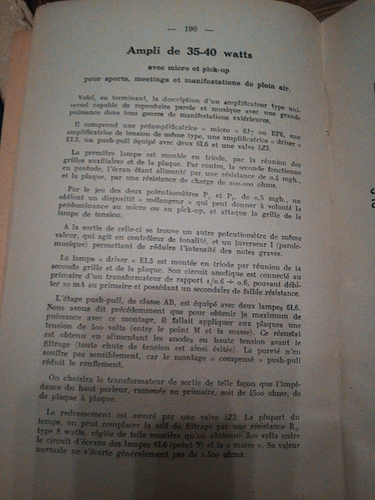 — 190 —
Ampli de 35-40 watts
avec micro et pick-up
pour sports, meetings et manifestations de plein air.
Voici, en terminant, la description d'un amplificateur type uni-
versel capable de reproduire parole et musique avec une grande
puissance dans tous genres de manifestations extérieures.
Il comprend une préamplificatrice « micro » 6J7 ou EF6, une
amplificatrice de tension de même type, une amplificatrice « driver »
EL3, un push-pull équipé avec deux 6L6 et une valve 5Z3.
La première lampe est montée en triode, par la réunion des
grilles auxiliaires et de la plaque. Par contre, la seconde fonctionne
en penthode, l'écran étant alimenté par une résistance de 0,4 mgh.,
et la plaque, par une résistance de charge de 100.000 ohms.
Par le jeu des deux potentiomètres P1 et P2, de 0,5 mgh., on
obtient un dispositif « mélangeur » qui peut donner à volonté la
prédominance au micro ou au pick-up, et attaque la grille de la
lampe de tension.
A la sortie de celle-ci se trouve un autre potentiomètre de même
valeur, qui agit en contrôleur de tonalité, et un inverseur I (parole-
musique) permettant de réduire l'intensité des notes graves.
La lampe « driver » EL3 est montée en triode par réunion de la
seconde grille et de la plaque. Son circuit anodique est connecté au
primaire d'un transformateur de rapport 1/0.6 + 0.6, pouvant débi-
ter 20 mA au primaire et possédant un secondaire de faible résistance.
L'étage push-pull, de classe AB, est équipé avec deux lampes 6L6.
Nous avons dit précédemment que pour obtenir le maximum de
puissance avec ce montage, il fallait appliquer aux plaques une
tension de 400 volts (entre le point M et la masse). Ce résultat
est obtenu en alimentant les anodes en haute tension avant le
filtrage (toute chute de tension est ainsi évitée). La pureté n'en
souffre pas sensiblement, car le montage « compensé » push-pull
réduit le ronflement.
On choisira le transformateur de sortie de telle façon que l'impé-
dance du haut parleur, ramenée au primaire, soit de 4500 ohms, de
de plaque à plaque.
Le redressement est assuré par une valve 5Z3. La plupart du
temps, on peut remplacer la self de filtrage par une résistance
type 8 watts, réglée de telle manière qu'on obtienne 300 volts entre
le circuit d'écrans des lampes 6L6 (point N) et la « masse ». Sa valeur
normale ne s'écarte généralement pas de 2.500 ohms.